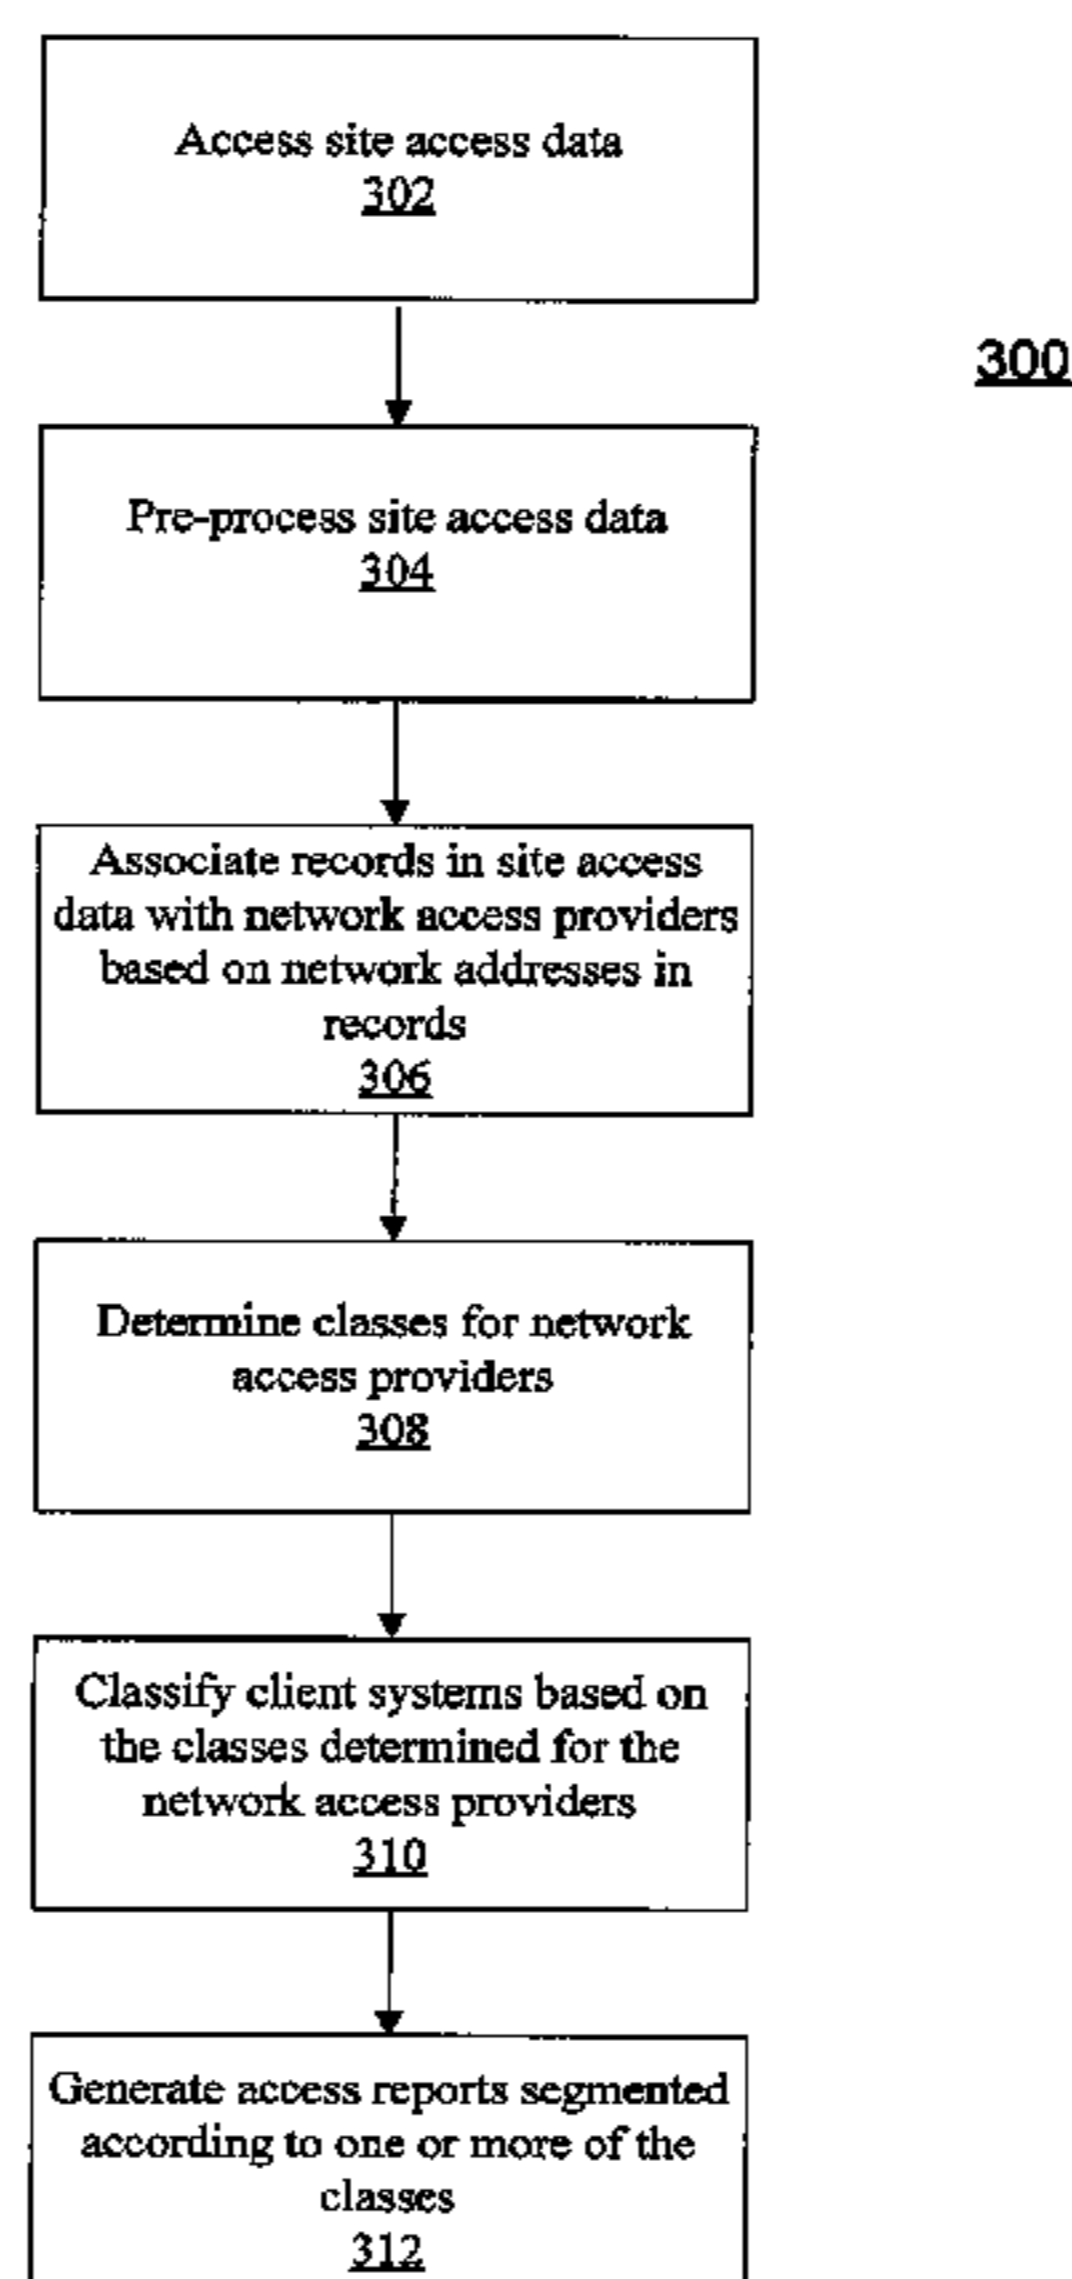 Access site access data
302
300
Pre-process site access data
304
Associate records in site access
data with network access providers
based on network addresses in
records
306
Determine classes for network
access providers
308
Classify client systems based on
the classes determined for the
network access providers
310
Generate access reports segmented
according to one or more of the
classes
312